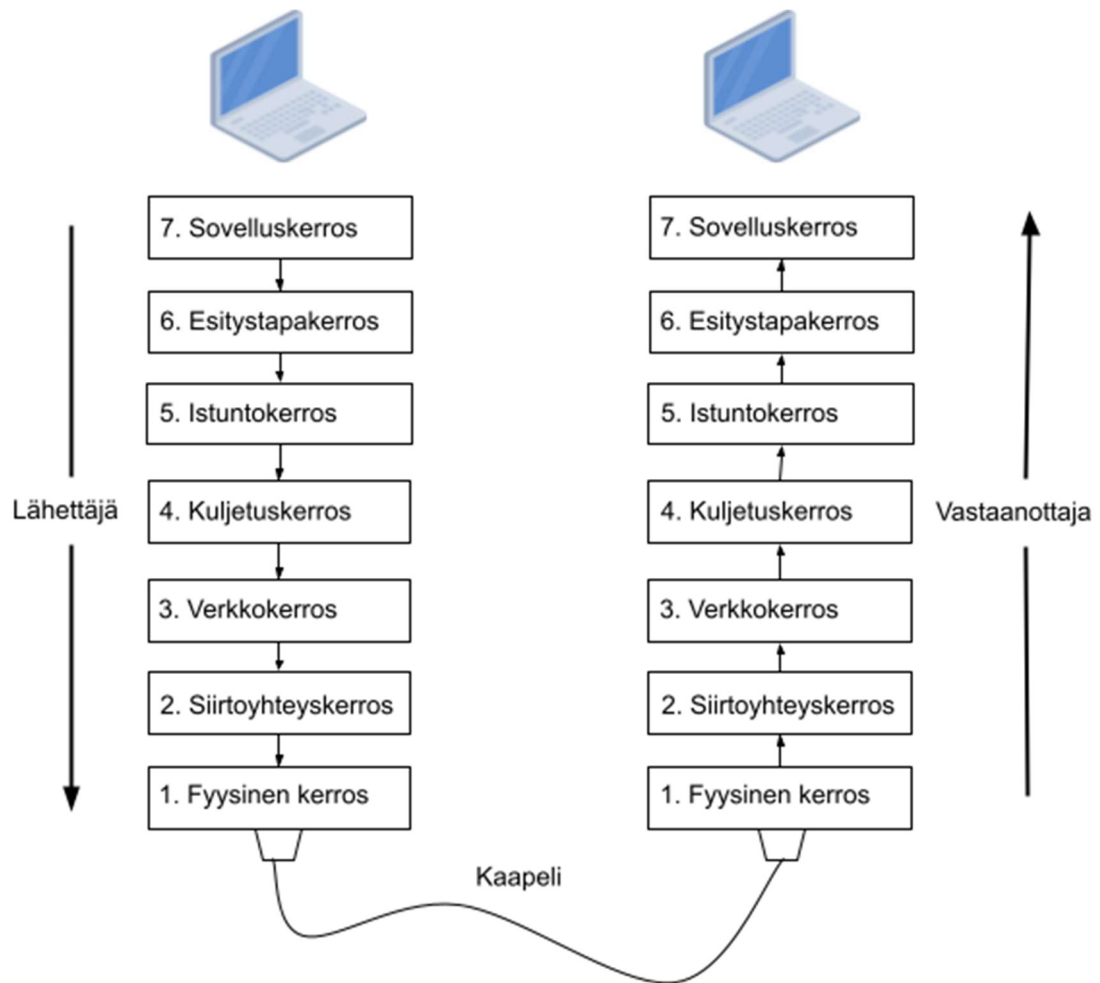 7. Sovelluskerros
6. Esitystapakerros
5. Istuntokerros
Lähettäjä
4. Kuljetuskerros
3. Verkkokerros
2. Siirtoyhteyskerros
1. Fyysinen kerros
Kaapeli
7. Sovelluskerros
6. Esitystapakerros
5. Istuntokerros
4. Kuljetuskerros
Vastaanottaja
3. Verkkokerros
2. Siirtoyhteyskerros
1. Fyysinen kerros